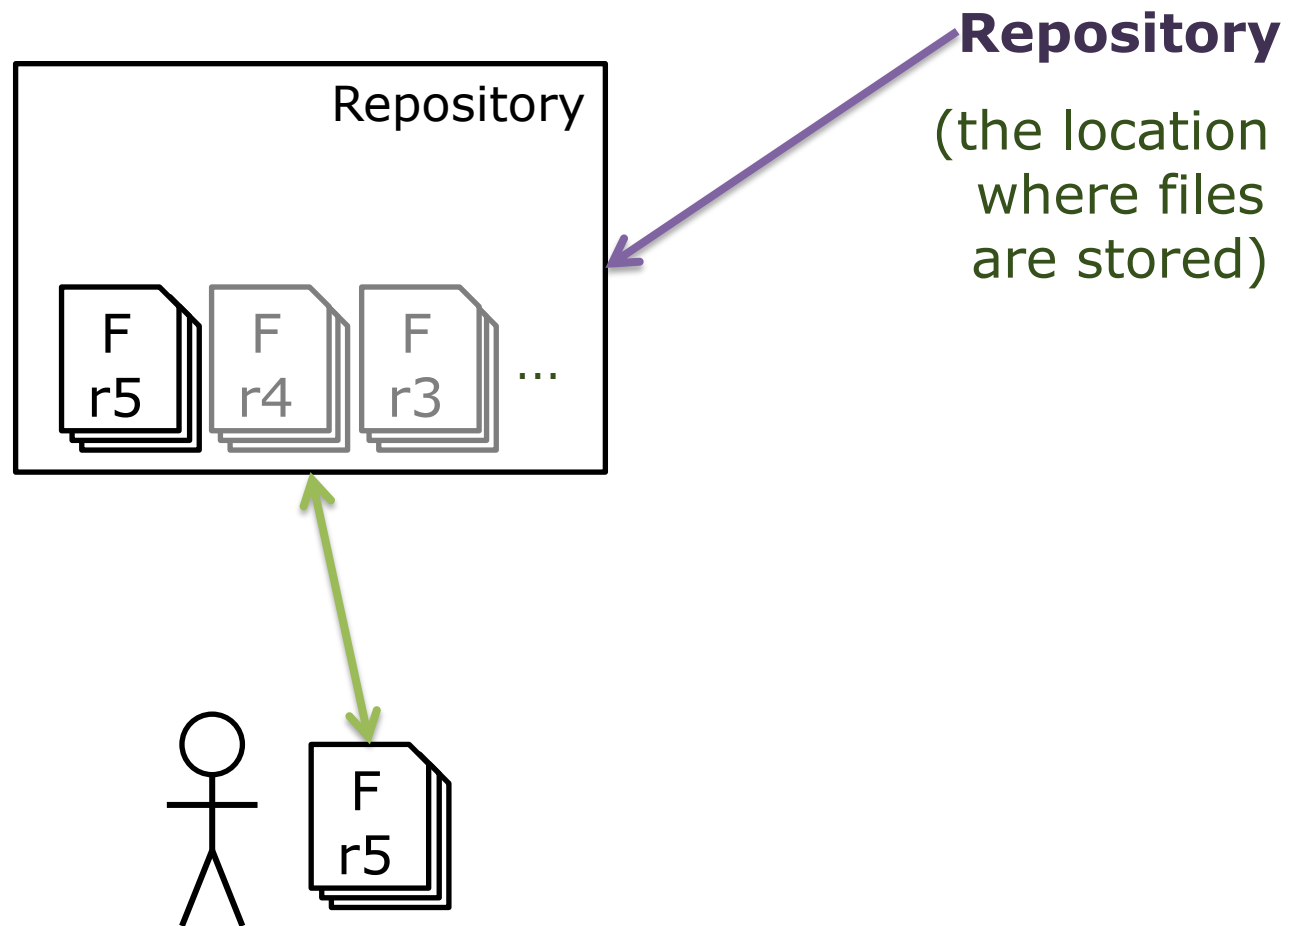 Repository
(the location
where files
are stored)
Repository
F
r5
F
r4
F
r3
...
F
r5